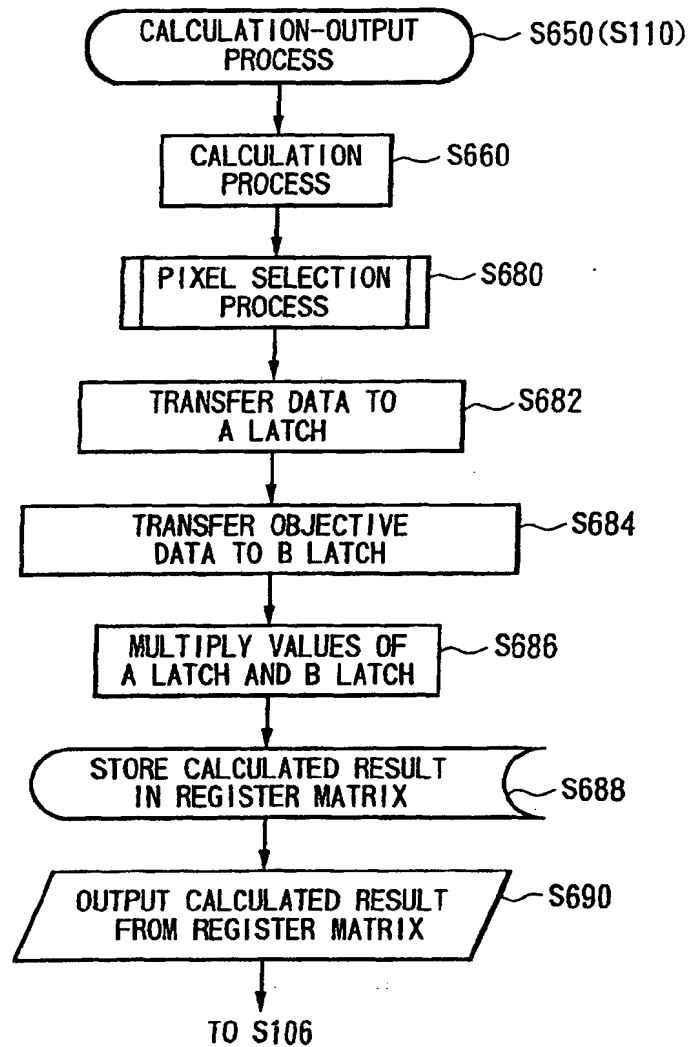 CALCULATION-OUTPUT
PROCESS
S650(S110)
CALCULATION
PROCESS
S660
PIXEL SELECTION
PROCESS
S680
TRANSFER DATA TO
A LATCH
S682
TRANSFER OBJECTIVE
DATA TO B LATCH
S684
MULTIPLY VALUES OF
A LATCH AND B LATCH
S686
STORE CALCULATED RESULT
IN REGISTER MATRIX
S688
OUTPUT CALCULATED RESULT
FROM REGISTER MATRIX
S690
TO S106